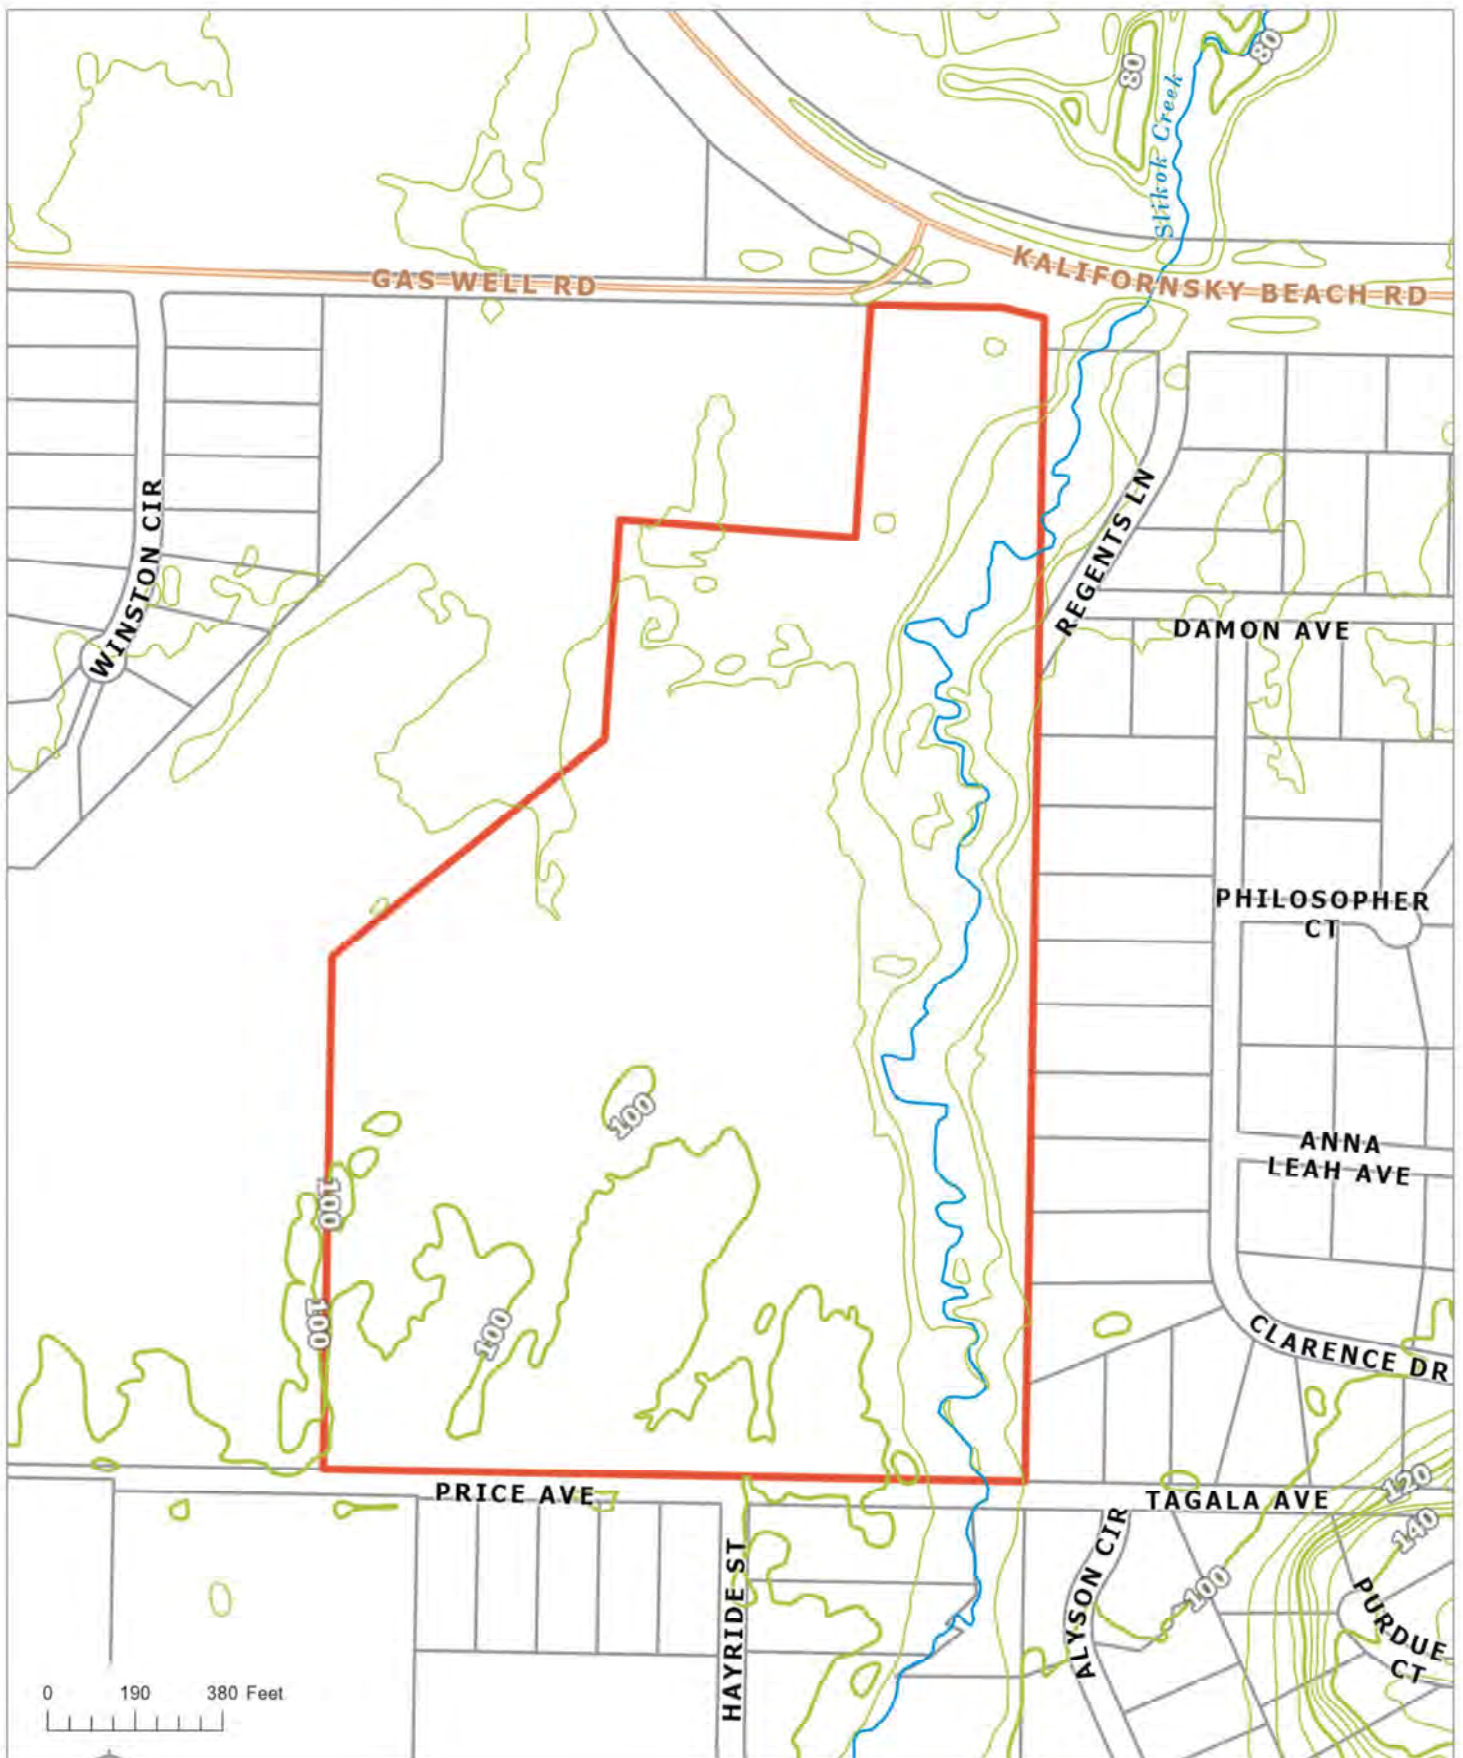 80
80
Slikok Creek
KALIFORNSKY BEACH RD
GAS WELL RD
WINSTON CIR
REGENTS LN
DAMON AVE
PHILOSOPHER
CT
100
ANNA
LEAH AVE
100
100
100
CLARENCE DR
PRICE AVE
TAGALA AVE
120
140
HAYRIDE ST
ALYSON CIR
100
PURDUE
CT
0 190 380 Feet